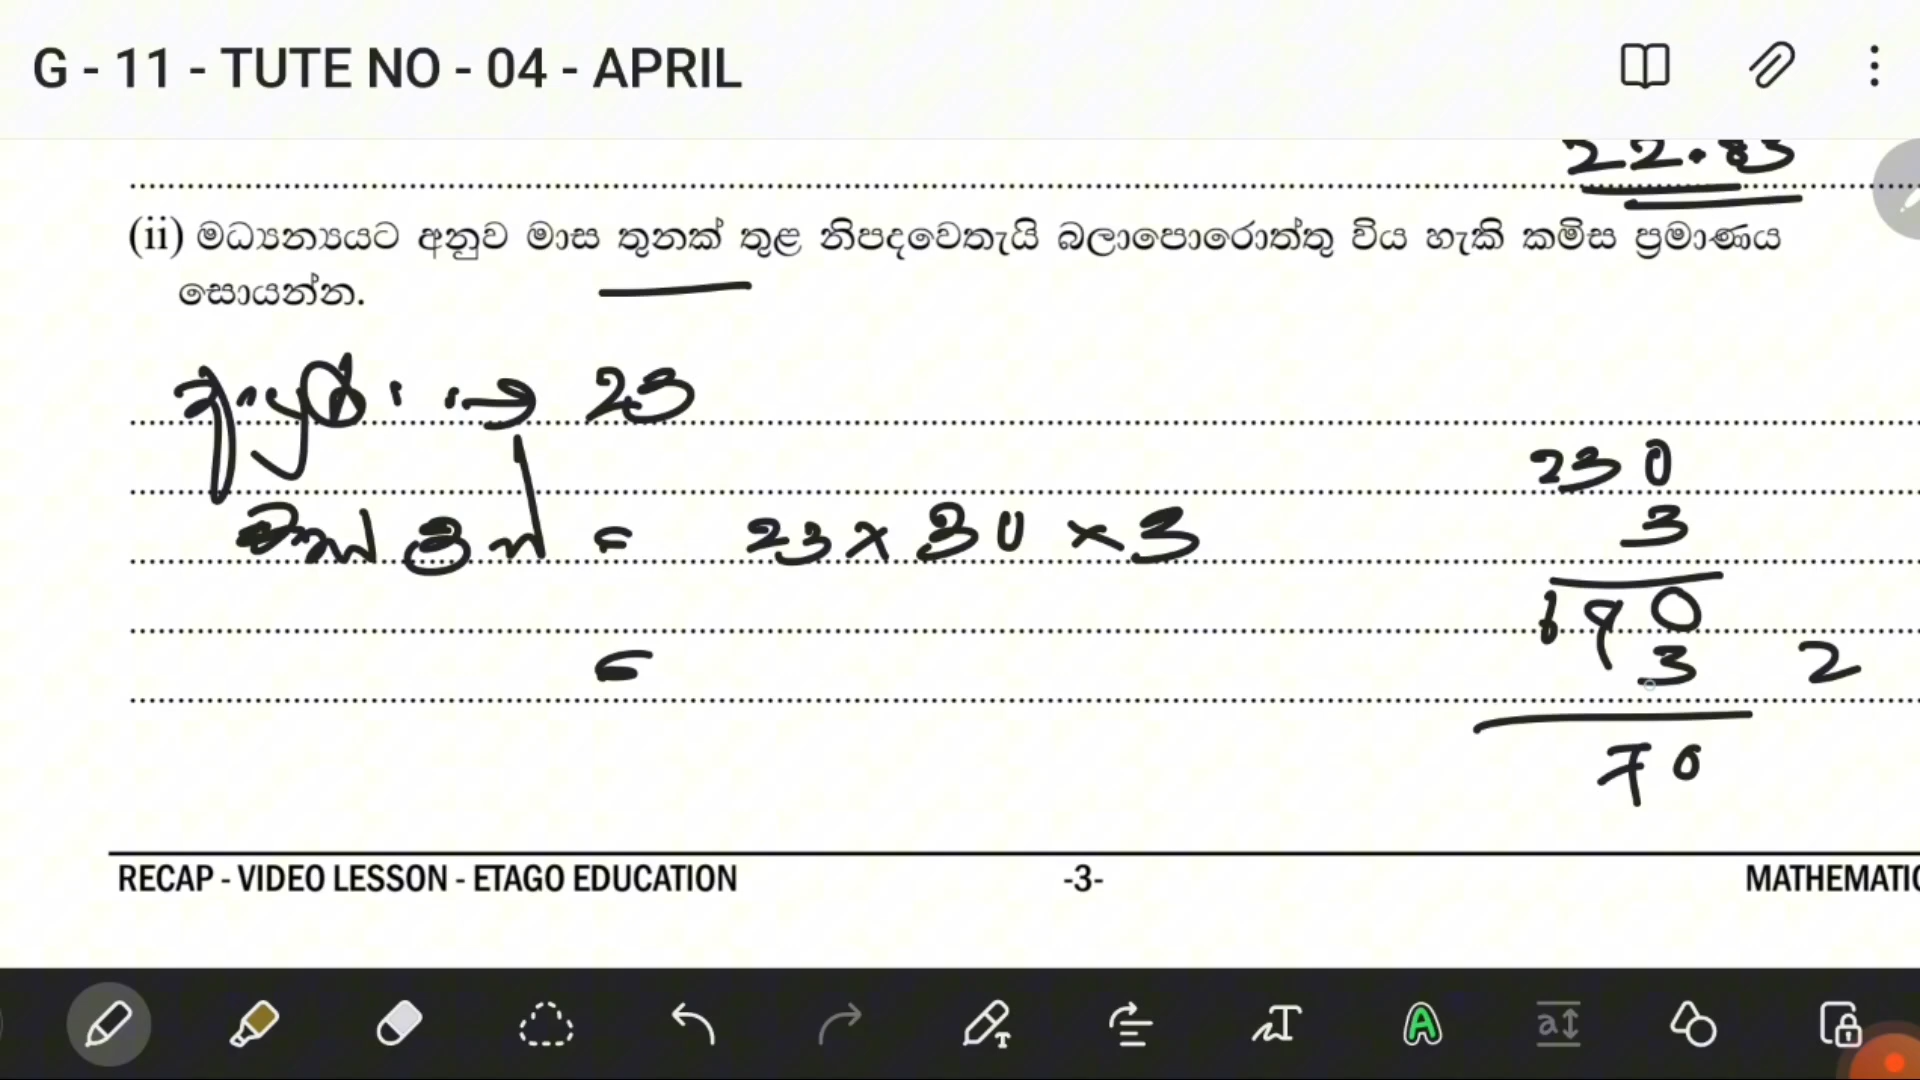 G - 11 - TUTE NO - 04 - APRIL
22.83
(ii) මධ්‍යන්‍යයට අනුව මාස තුනක් තුළ නිපදවෙතැයි බලාපොරොත්තු විය හැකි කමිස ප්‍රමාණය
සොයන්න.
→ 23
= 23 × 30 × 3
=
230
3
690
3 2
70
RECAP - VIDEO LESSON - ETAGO EDUCATION -3- MATHEMATIC